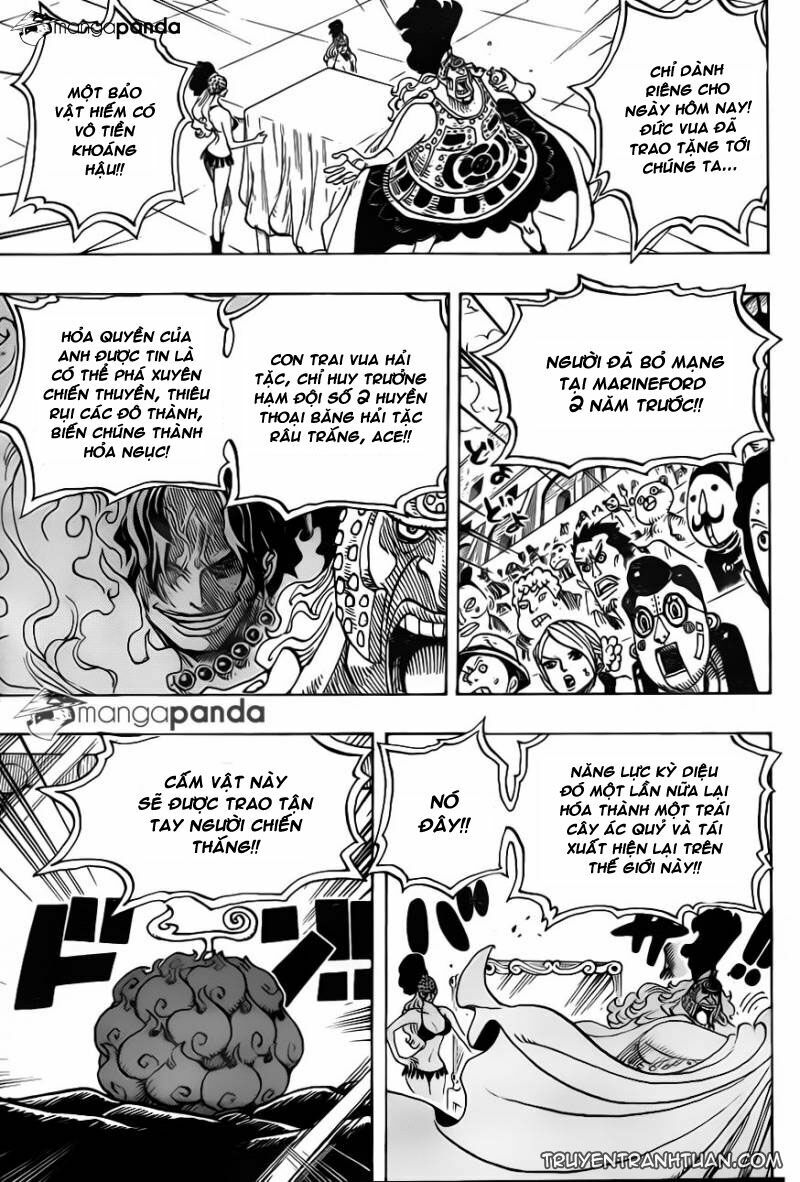 mangapanda
CHỈ DÀNH
RIÊNG CHO
NGÀY HÔM NAY!
ĐỨC VUA ĐÃ
TRAO TẶNG TỚI
CHÚNG TA...
MỘT BẢO
VẬT HIẾM CÓ
VÔ TIỀN
KHOÁNG
HẬU!!
NGƯỜI ĐÃ BỎ MẠNG
TẠI MARINEFORD
2 NĂM TRƯỚC!!
CON TRAI VUA HẢI
TẶC, CHỈ HUY TRƯỞNG
HẠM ĐỘI SỐ 2 HUYỀN
THOẠI BĂNG HẢI TẶC
RÂU TRẮNG, ACE!!
HỎA QUYỀN CỦA
ANH ĐƯỢC TIN LÀ
CÓ THỂ PHÁ XUYÊN
CHIẾN THUYỀN, THIÊU
RỤI CÁC ĐÔ THÀNH,
BIẾN CHÚNG THÀNH
HỎA NGỤC!
mangapanda
NĂNG LỰC KỲ DIỆU
ĐÓ MỘT LẦN NỮA LẠI
HÓA THÀNH MỘT TRÁI
CÂY ÁC QUỶ VÀ TÁI
XUẤT HIỆN LẠI TRÊN
THẾ GIỚI NÀY!!
NÓ
ĐÂY!!
CẤM VẬT NÀY
SẼ ĐƯỢC TRAO TẬN
TAY NGƯỜI CHIẾN
THẮNG!!
ドン!!
TRUYENTRANHTUAN.COM